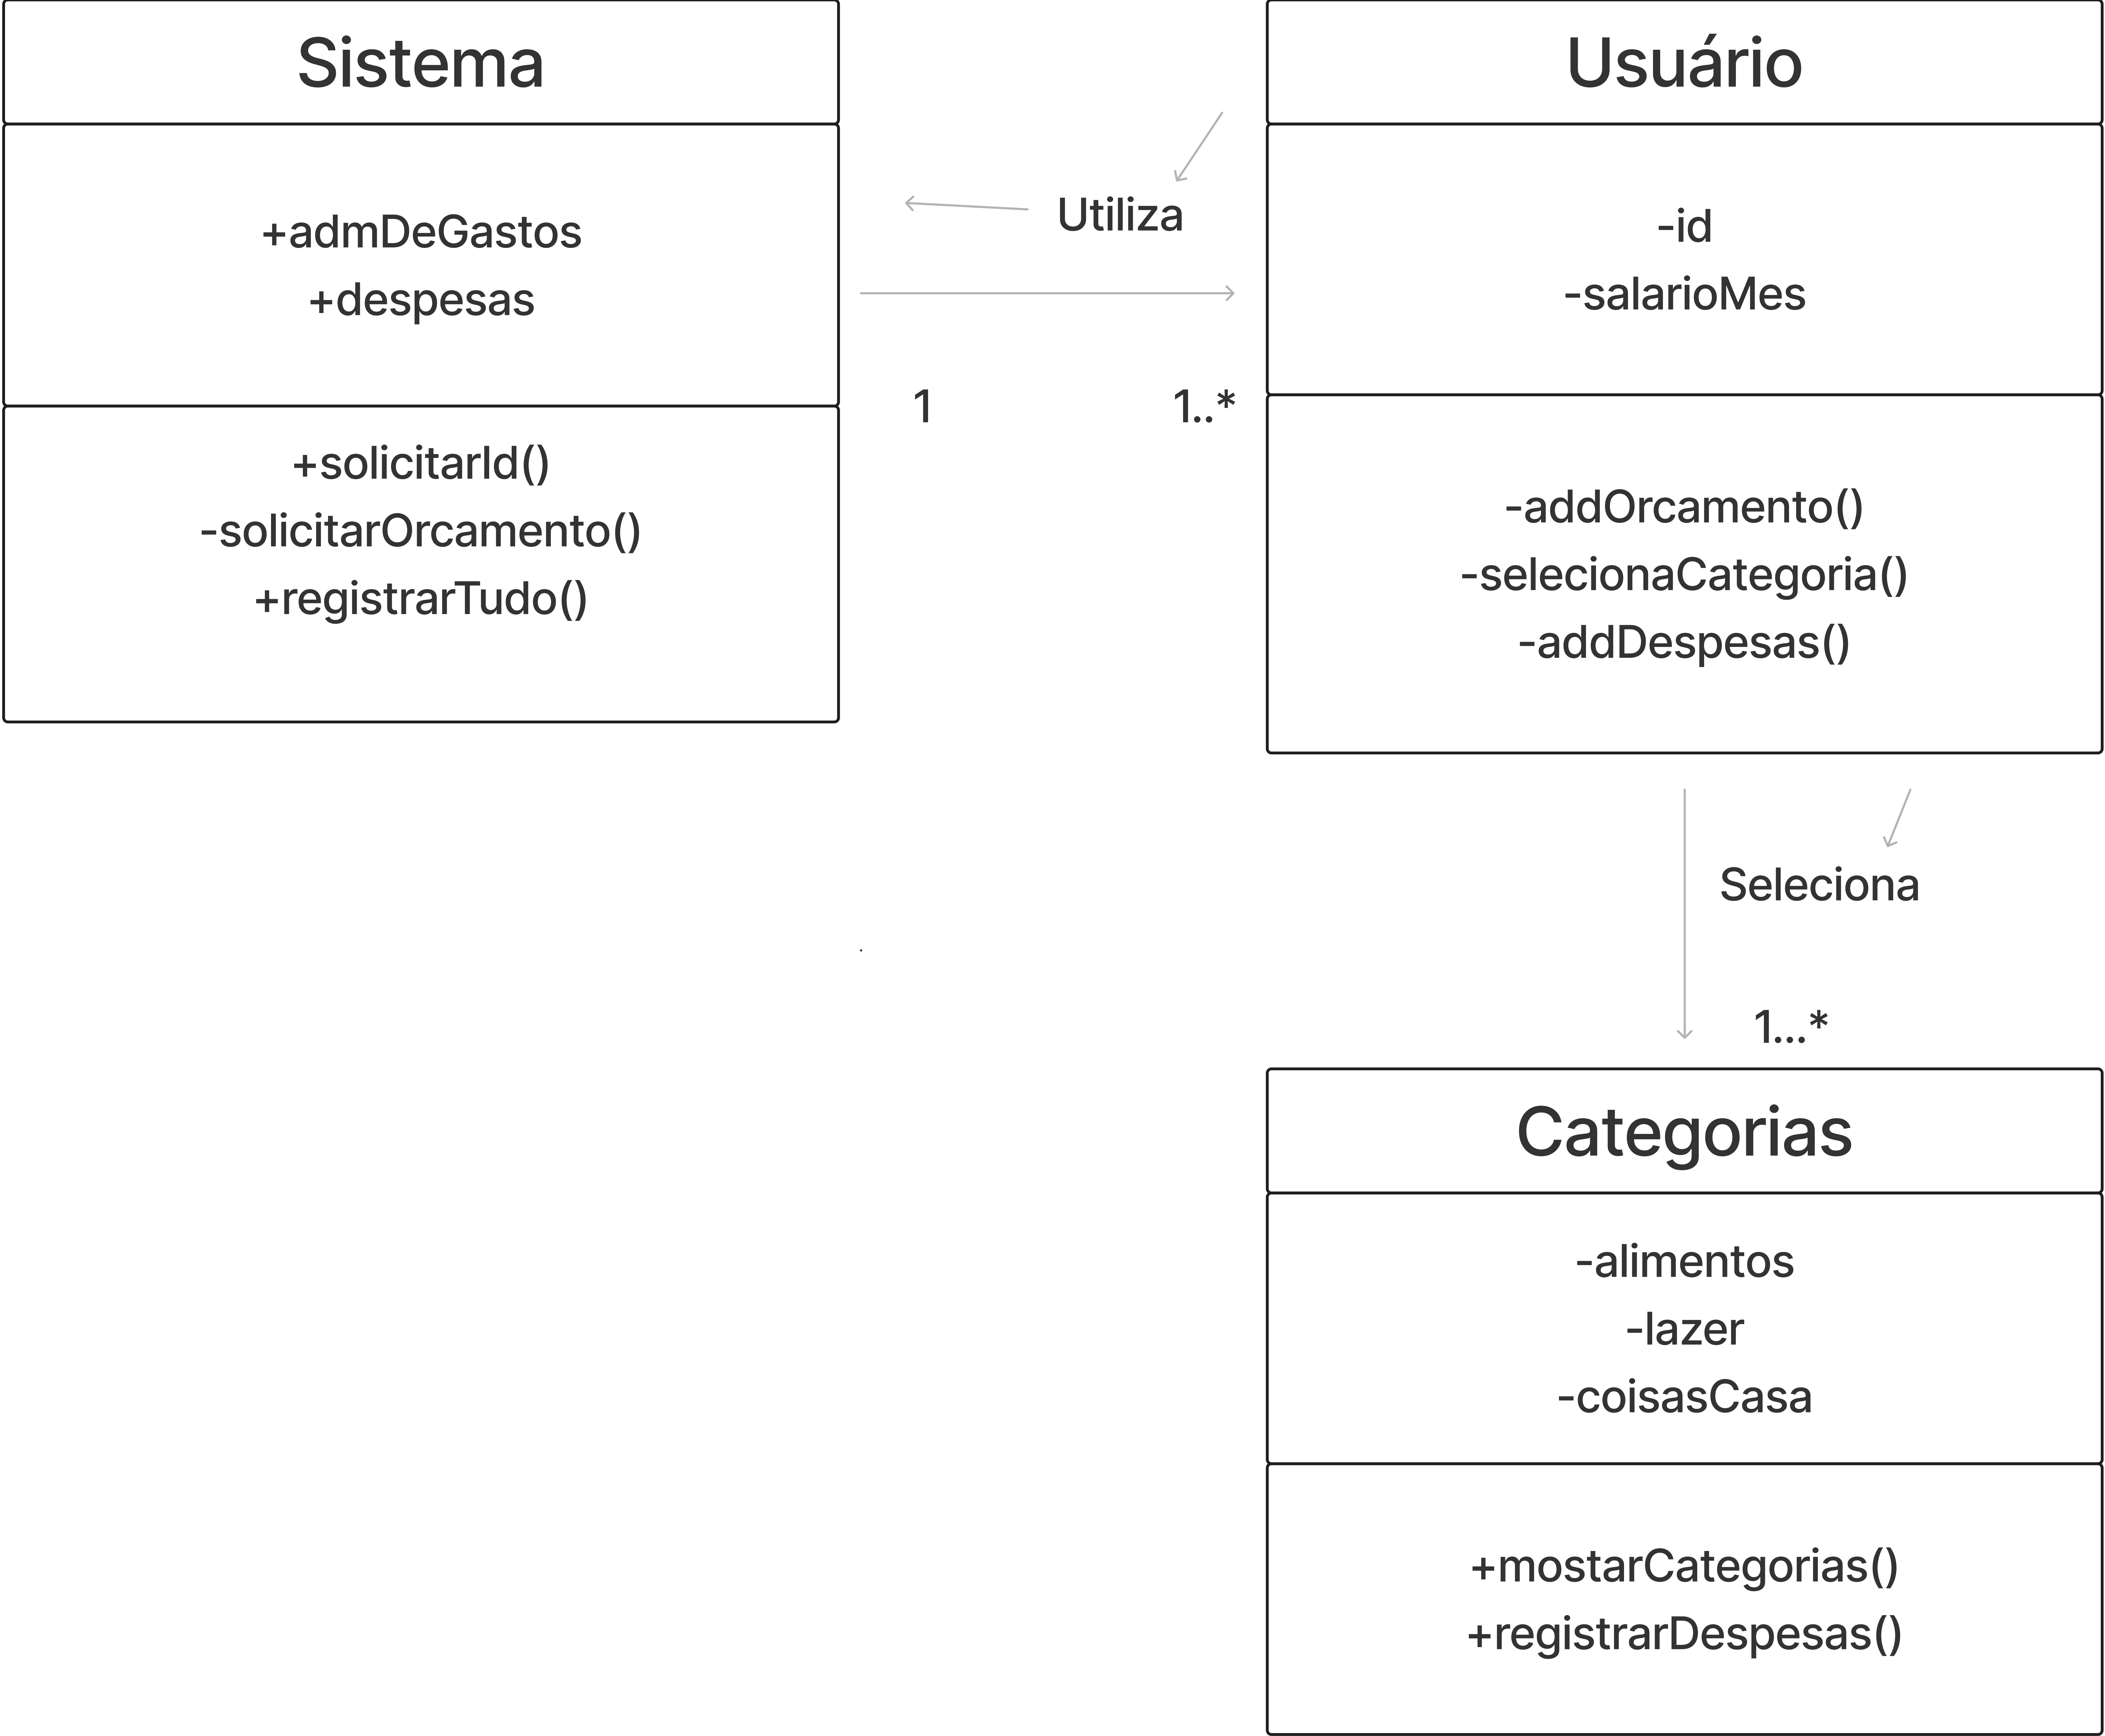 Sistema
+admDeGastos
+despesas
+solicitarId()
-solicitarOrcamento()
+registrarTudo()
Utiliza
1
1..*
Usuário
-id
-salarioMes
-addOrcamento()
-selecionaCategoria()
-addDespesas()
Seleciona
1...*
Categorias
-alimentos
-lazer
-coisasCasa
+mostarCategorias()
+registrarDespesas()